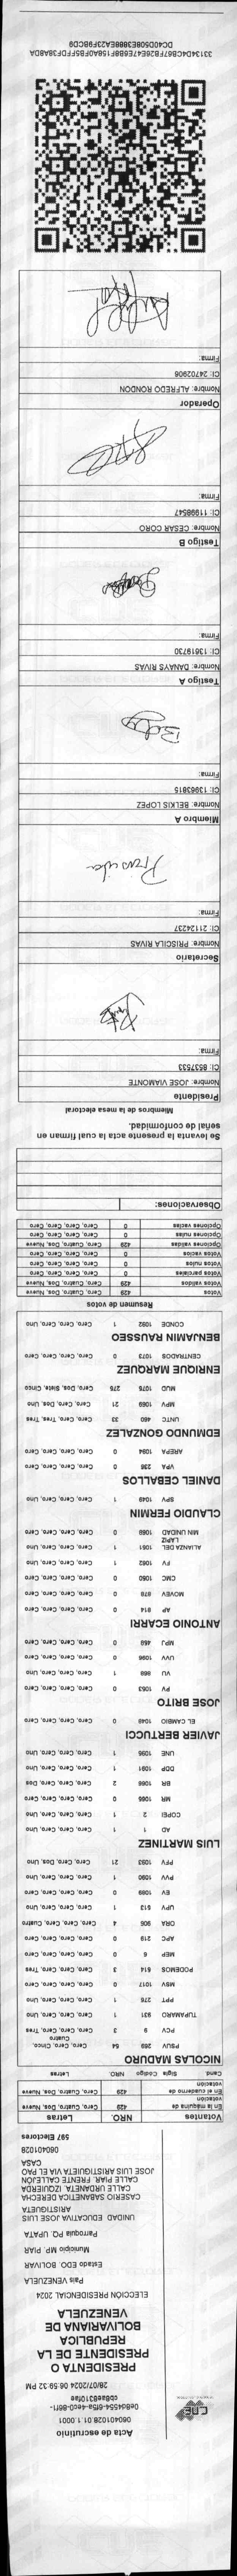 cne
Acta de escrutinio
060401028.01.1.0001
0e8d4554-6f5a-4ec0-86f1-
cb8ae8310fae
28/07/2024 06:59:32 PM
PRESIDENTA O
PRESIDENTE DE LA
REPUBLICA
BOLIVARIANA DE
VENEZUELA
ELECCIÓN PRESIDENCIAL 2024
Pais VENEZUELA
Estado EDO. BOLIVAR
Municipio MP. PIAR
Parroquia PQ. UPATA
UNIDAD EDUCATIVA JOSE LUIS
ARISTIGUETA
CASERIO SABANETICA DERECHA
CALLE URDANETA. IZQUIERDA
CALLE PIAR. FRENTE CALLEJÓN
JOSE LUIS ARISTIGUIETA VIA EL PAO
CASA
060401028
597 Electores
Votantes NRO. Letras
En la máquina de votación 429 Cero, Cuatro, Dos, Nueve
En el cuaderno de votación 429 Cero, Cuatro, Dos, Nueve
Cand. Sigla Código NRO. Letras
NICOLAS MADURO
PSUV 269 54 Cero, Cero, Cinco, Cuatro
PCV 9 3 Cero, Cero, Cero, Tres
TUPAMARO 931 1 Cero, Cero, Cero, Uno
PPT 276 1 Cero, Cero, Cero, Uno
MSV 1017 0 Cero, Cero, Cero, Cero
PODEMOS 514 3 Cero, Cero, Cero, Tres
MEP 6 0 Cero, Cero, Cero, Cero
APC 219 0 Cero, Cero, Cero, Cero
ORA 906 4 Cero, Cero, Cero, Cuatro
UPV 513 1 Cero, Cero, Cero, Uno
EV 1089 0 Cero, Cero, Cero, Cero
PVV 1090 1 Cero, Cero, Cero, Uno
PFV 1093 21 Cero, Cero, Dos, Uno
LUIS MARTINEZ
AD 1 1 Cero, Cero, Cero, Uno
COPEI 2 1 Cero, Cero, Cero, Uno
MR 1065 0 Cero, Cero, Cero, Cero
BR 1066 2 Cero, Cero, Cero, Dos
DDP 1091 1 Cero, Cero, Cero, Uno
UNE 1095 1 Cero, Cero, Cero, Uno
JAVIER BERTUCCI
EL CAMBIO 1046 0 Cero, Cero, Cero, Cero
JOSE BRITO
PV 1053 0 Cero, Cero, Cero, Cero
VU 868 1 Cero, Cero, Cero, Uno
UVV 1096 0 Cero, Cero, Cero, Cero
MPJ 459 0 Cero, Cero, Cero, Cero
ANTONIO ECARRI
AP 814 0 Cero, Cero, Cero, Cero
MOVEV 878 0 Cero, Cero, Cero, Cero
CMC 1050 0 Cero, Cero, Cero, Cero
FV 1062 1 Cero, Cero, Cero, Uno
ALIANZA DEL LAPIZ 1051 1 Cero, Cero, Cero, Uno
MIN UNIDAD 1068 0 Cero, Cero, Cero, Cero
CLAUDIO FERMIN
SPV 1049 1 Cero, Cero, Cero, Uno
DANIEL CEBALLOS
VPA 236 0 Cero, Cero, Cero, Cero
AREPA 1094 0 Cero, Cero, Cero, Cero
EDMUNDO GONZALEZ
UNTC 460 33 Cero, Cero, Tres, Tres
MPV 1069 21 Cero, Cero, Dos, Uno
MUD 1075 275 Cero, Dos, Siete, Cinco
ENRIQUE MARQUEZ
CENTRADOS 1073 0 Cero, Cero, Cero, Cero
BENJAMIN RAUSSEO
CONDE 1092 1 Cero, Cero, Cero, Uno
Resumen de votos
Votos 429 Cero, Cuatro, Dos, Nueve
Votos validos 429 Cero, Cuatro, Dos, Nueve
Votos parciales 0 Cero, Cero, Cero, Cero
Votos nulos 0 Cero, Cero, Cero, Cero
Votos vacios 0 Cero, Cero, Cero, Cero
Opciones validas 429 Cero, Cuatro, Dos, Nueve
Opciones nulas 0 Cero, Cero, Cero, Cero
Opciones vacias 0 Cero, Cero, Cero, Cero
Observaciones:
Se levanta la presente acta la cual firman en
señal de conformidad.
Miembros de la mesa electoral
Presidente
Nombre: JOSE VIAMONTE
CI: 8537533
Firma:
Secretario
Nombre: PRISCILA RIVAS
CI: 21124237
Firma:
Priscila
Miembro A
Nombre: BELKIS LOPEZ
CI: 13963815
Firma:
Testigo A
Nombre: DANAYS RIVAS
CI: 13619730
Firma:
Testigo B
Nombre: CESAR CORO
CI: 11998547
Firma:
Operador
Nombre: ALFREDO RONDON
CI: 24702906
Firma:
33134D4CB67FB26E47E6B8F158A0FB5FFDF38A8DA
DC40D508E3888EA23F9BCD9